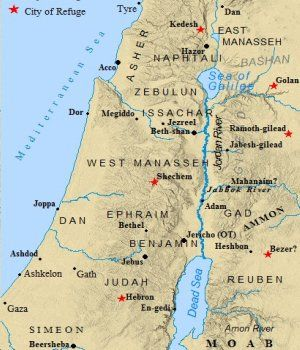 City of Refuge
Tyre
Dan
Kedesh
EAST
MANASSEH
Hazor
NAPHTALI
ASHER
BASHAN
Acco
Sea of
Galilee
Golan
ZEBULUN
Mediterranean Sea
ISSACHAR
Dor
Megiddo
Jezreel
Beth-shan
Ramoth-gilead
Jordan River
Jabesh-gilead
WEST MANASSEH
Shechem
Mahanaim?
Jabbok River
Joppa
Adam
DAN
EPHRAIM
GAD
AMMON
Bethel
BENJAMIN
Jericho (OT)
Heshbon
Bezer?
Ashdod
Jebus
Ashkelon
Gath
JUDAH
REUBEN
Hebron
Dead Sea
Gaza
En-gedi
SIMEON
Arnon River
Beersheba
MOAB